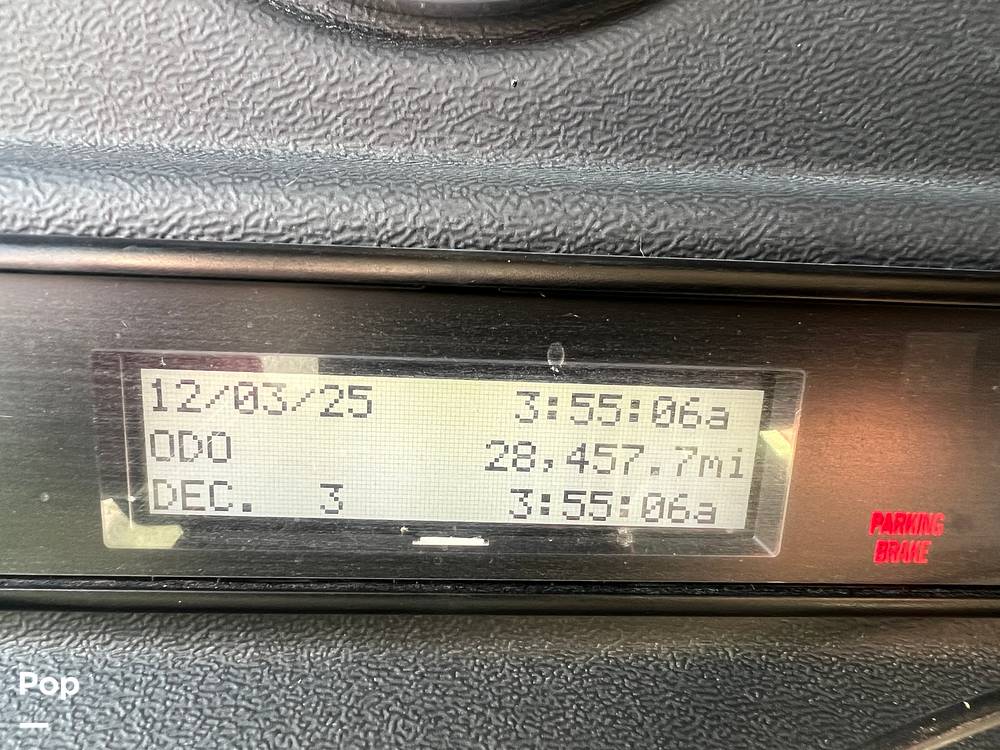 12/03/25 3:55:06a
ODO 28,457.7mi
DEC. 3 3:55:06a
PARKING
BRAKE
Pop